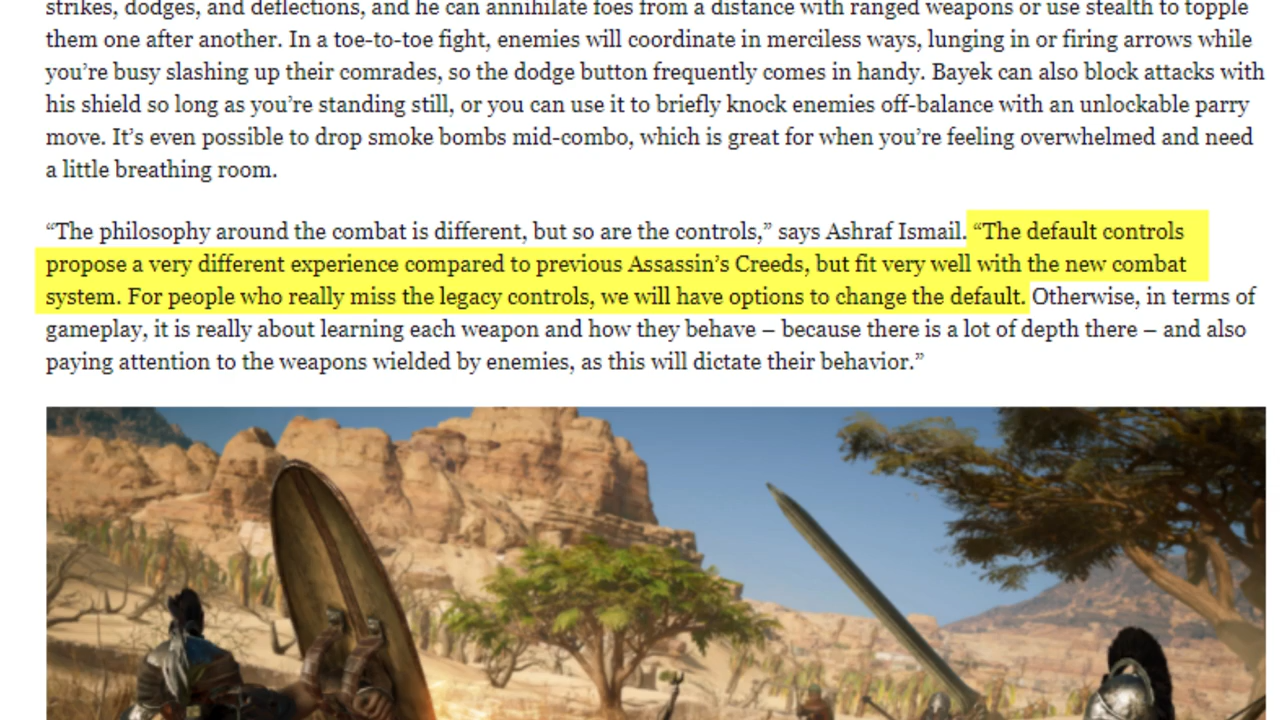 strikes, dodges, and deflections, and he can annihilate foes from a distance with ranged weapons or use stealth to topple
them one after another. In a toe-to-toe fight, enemies will coordinate in merciless ways, lunging in or firing arrows while
you’re busy slashing up their comrades, so the dodge button frequently comes in handy. Bayek can also block attacks with
his shield so long as you’re standing still, or you can use it to briefly knock enemies off-balance with an unlockable parry
move. It’s even possible to drop smoke bombs mid-combo, which is great for when you’re feeling overwhelmed and need
a little breathing room.
“The philosophy around the combat is different, but so are the controls,” says Ashraf Ismail. “The default controls
propose a very different experience compared to previous Assassin’s Creeds, but fit very well with the new combat
system. For people who really miss the legacy controls, we will have options to change the default. Otherwise, in terms of
gameplay, it is really about learning each weapon and how they behave – because there is a lot of depth there – and also
paying attention to the weapons wielded by enemies, as this will dictate their behavior.”